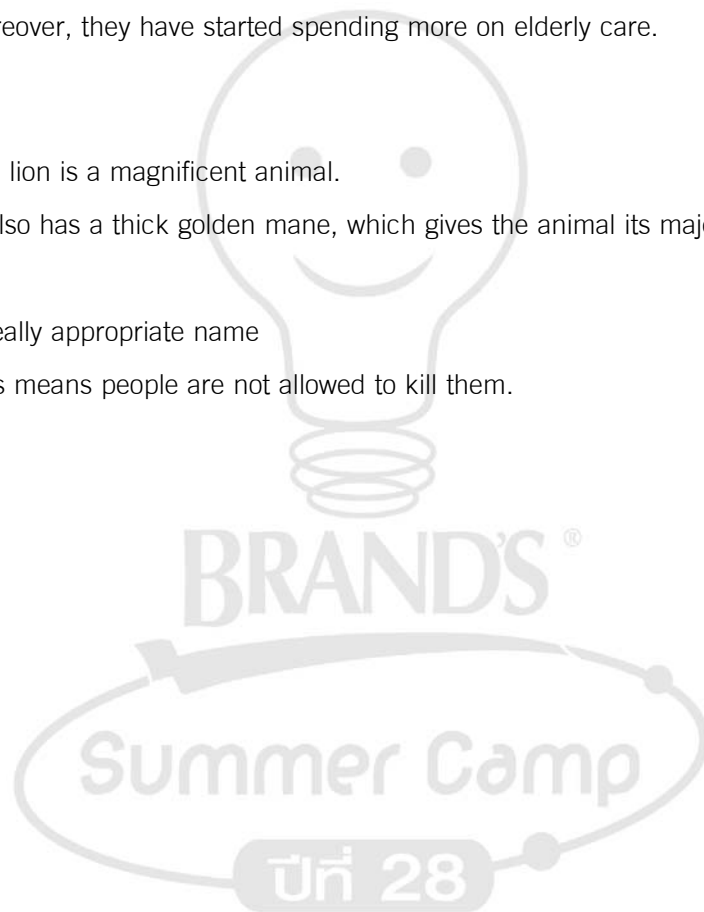 reover, they have started spending more on elderly care.
lion is a magnificent animal.
lso has a thick golden mane, which gives the animal its maj
eally appropriate name
s means people are not allowed to kill them.
BRAND'S ®
Summer Camp
ปีที่ 28